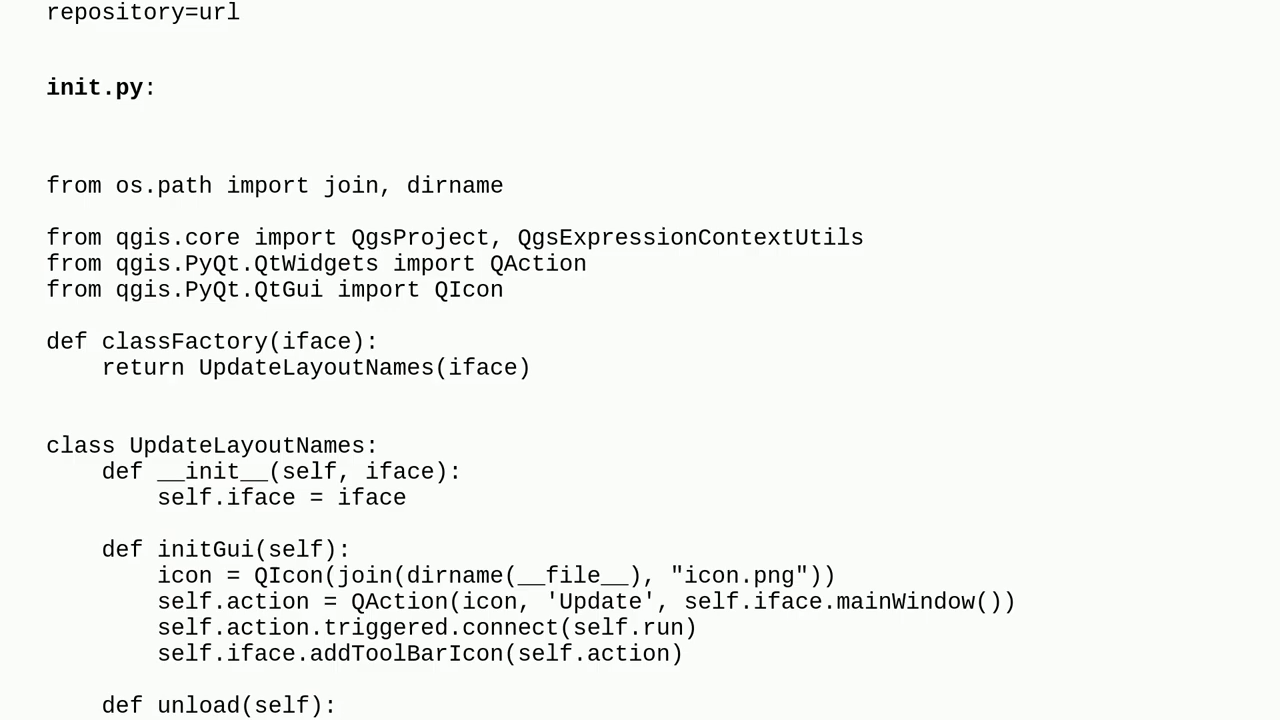 repository=url
init.py:
from os.path import join, dirname
from qgis.core import QgsProject, QgsExpressionContextUtils
from qgis.PyQt.QtWidgets import QAction
from qgis.PyQt.QtGui import QIcon
def classFactory(iface):
    return UpdateLayoutNames(iface)
class UpdateLayoutNames:
    def __init__(self, iface):
        self.iface = iface
    def initGui(self):
        icon = QIcon(join(dirname(__file__), "icon.png"))
        self.action = QAction(icon, 'Update', self.iface.mainWindow())
        self.action.triggered.connect(self.run)
        self.iface.addToolBarIcon(self.action)
    def unload(self):